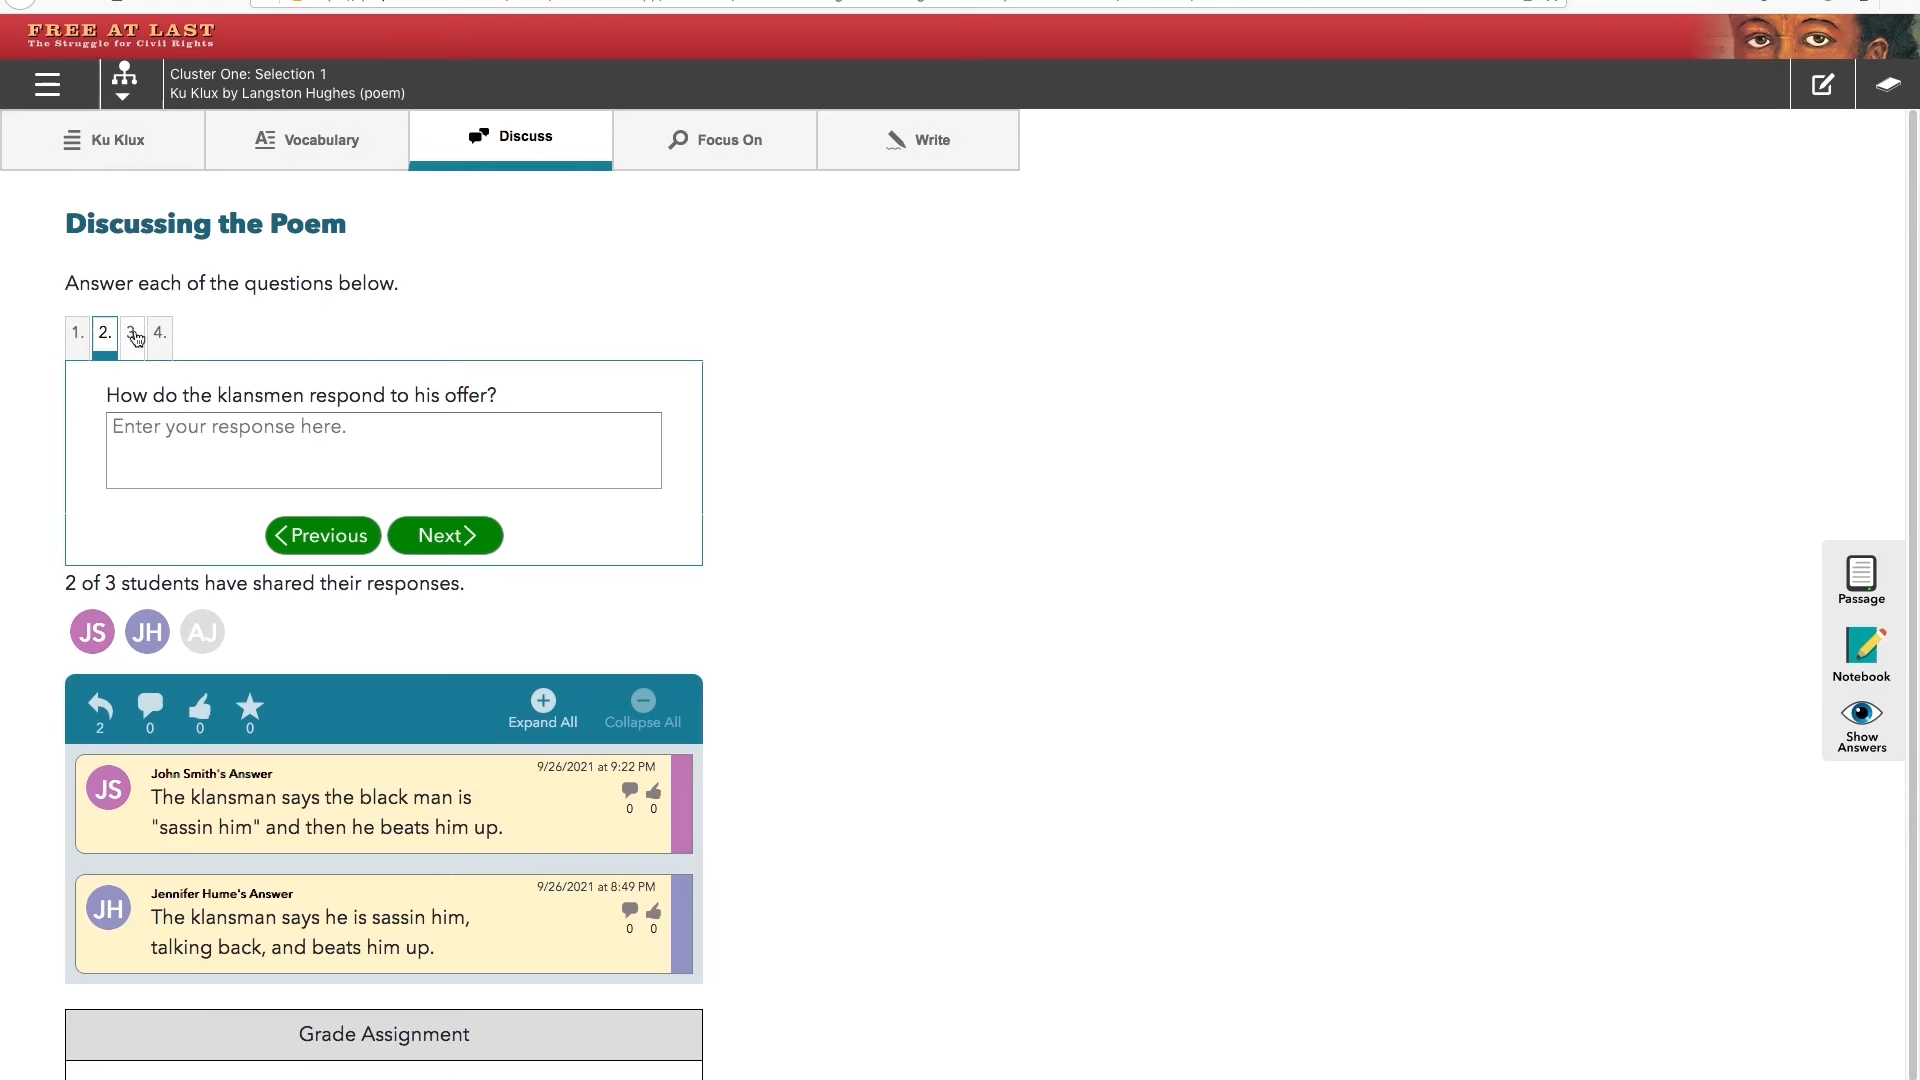 FREE AT LAST
The Struggle for Civil Rights
Cluster One: Selection 1
Ku Klux by Langston Hughes (poem)
Ku Klux
Vocabulary
Discuss
Focus On
Write
Discussing the Poem
Answer each of the questions below.
1. 2. 3. 4.
How do the klansmen respond to his offer?
Enter your response here.
Previous
Next
2 of 3 students have shared their responses.
JS JH AJ
2 0 0 0
Expand All
Collapse All
JS
John Smith's Answer
9/26/2021 at 9:22 PM
The klansman says the black man is
"sassin him" and then he beats him up.
0 0
JH
Jennifer Hume's Answer
9/26/2021 at 8:49 PM
The klansman says he is sassin him,
talking back, and beats him up.
0 0
Grade Assignment
Passage
Notebook
Show
Answers